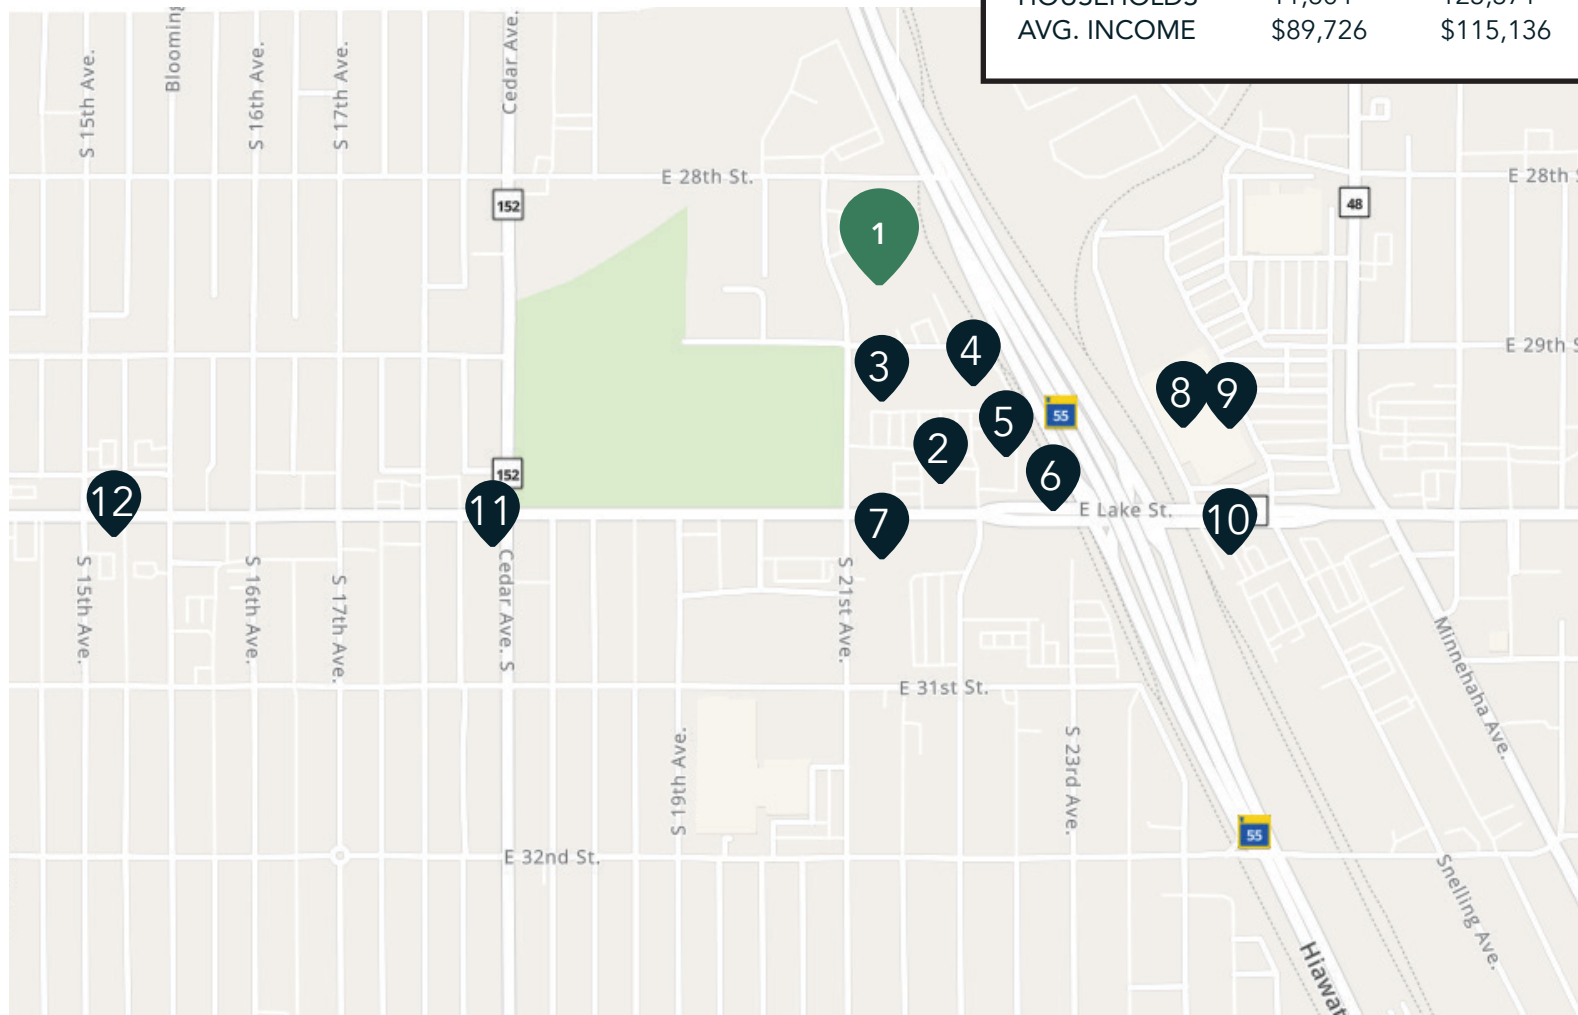 AVG. INCOME $89,726 $115,136
S 15th Ave.
S 16th Ave.
S 17th Ave.
Cedar Ave.
E 28th St.
E 28th
152
48
1
E 29th
3
4
8
9
55
5
2
6
152
12
11
7
E Lake St.
10
S 15th Ave.
S 16th Ave.
S 17th Ave.
Cedar Ave. S
S 21st Ave.
E 31st St.
Minnehaha Ave.
S 19th Ave.
S 23rd Ave.
55
E 32nd St.
Snelling Ave.